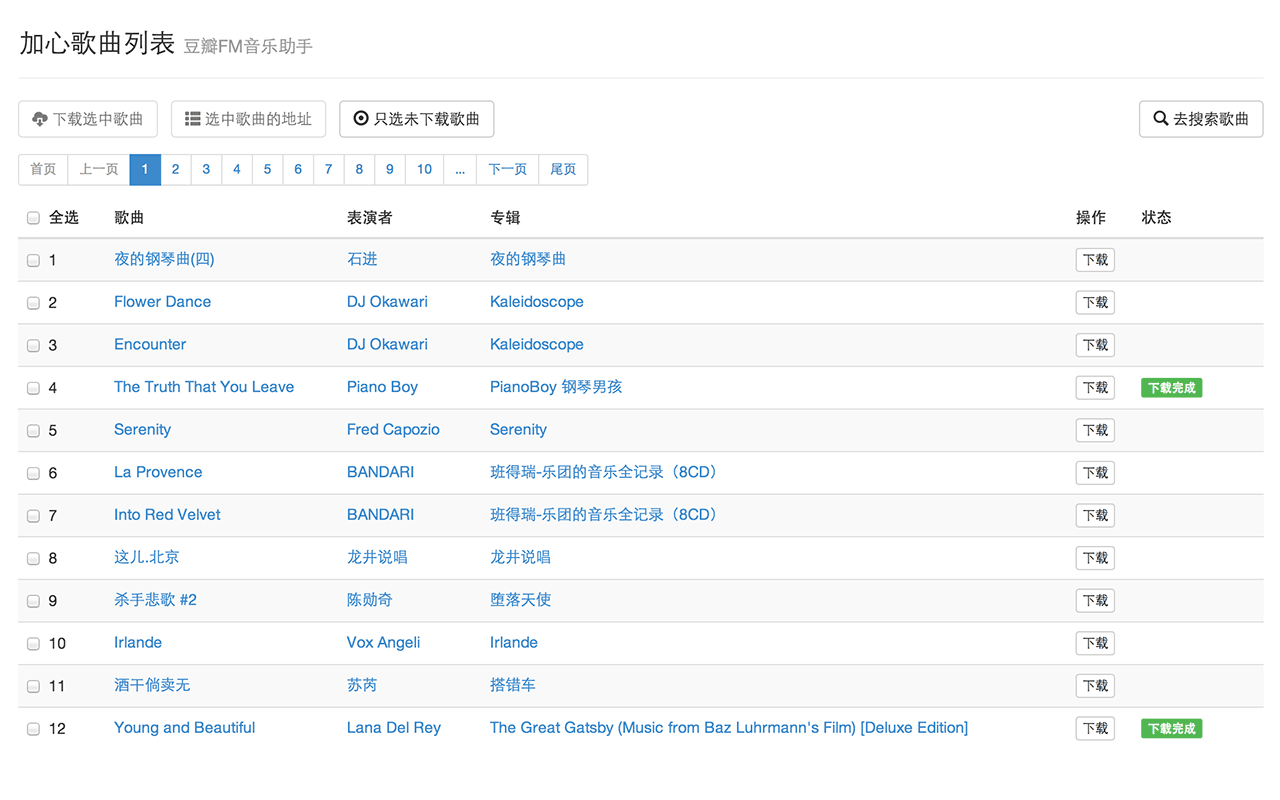 加心歌曲列表 豆瓣FM音乐助手
下载选中歌曲 选中歌曲的地址 只选未下载歌曲 去搜索歌曲
首页 上一页 1 2 3 4 5 6 7 8 9 10 ... 下一页 尾页
全选 歌曲 表演者 专辑 操作 状态
1 夜的钢琴曲(四) 石进 夜的钢琴曲 下载
2 Flower Dance DJ Okawari Kaleidoscope 下载
3 Encounter DJ Okawari Kaleidoscope 下载
4 The Truth That You Leave Piano Boy PianoBoy 钢琴男孩 下载 下载完成
5 Serenity Fred Capozio Serenity 下载
6 La Provence BANDARI 班得瑞-乐团的音乐全记录（8CD） 下载
7 Into Red Velvet BANDARI 班得瑞-乐团的音乐全记录（8CD） 下载
8 这儿.北京 龙井说唱 龙井说唱 下载
9 杀手悲歌 #2 陈勋奇 堕落天使 下载
10 Irlande Vox Angeli Irlande 下载
11 酒干倘卖无 苏芮 搭错车 下载
12 Young and Beautiful Lana Del Rey The Great Gatsby (Music from Baz Luhrmann's Film) [Deluxe Edition] 下载 下载完成